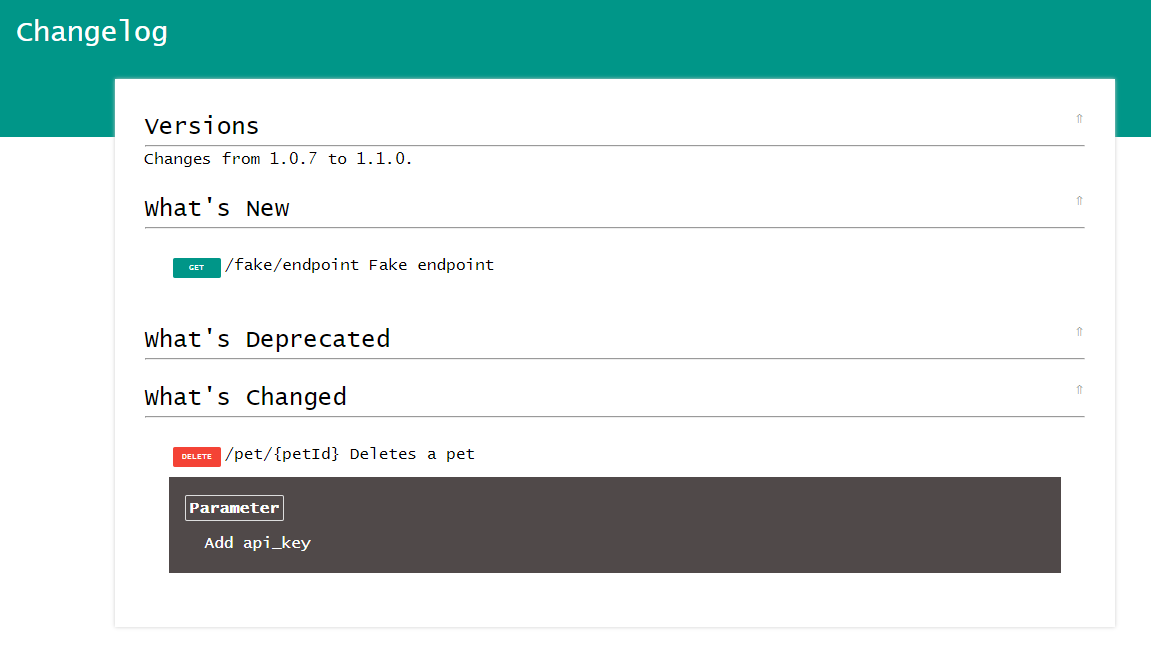 Changelog
Versions
⇑
Changes from 1.0.7 to 1.1.0.
What's New
⇑
GET /fake/endpoint Fake endpoint
What's Deprecated
⇑
What's Changed
⇑
DELETE /pet/{petId} Deletes a pet
Parameter
Add api_key